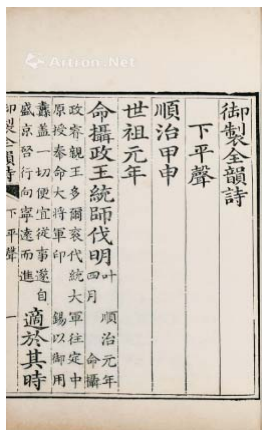 Artron.Net
御製全韻詩
下平聲
順治甲申
世祖元年
命攝政王統師伐明叶 順治元年四月 命攝
政睿親王多爾袞代統大軍往定中
原授奉命大將軍印 錫以御用
纛蓋一切便宜從事遂自
盛京啓行向寧遠而進 適於其時
御製全韻詩 下平聲 一